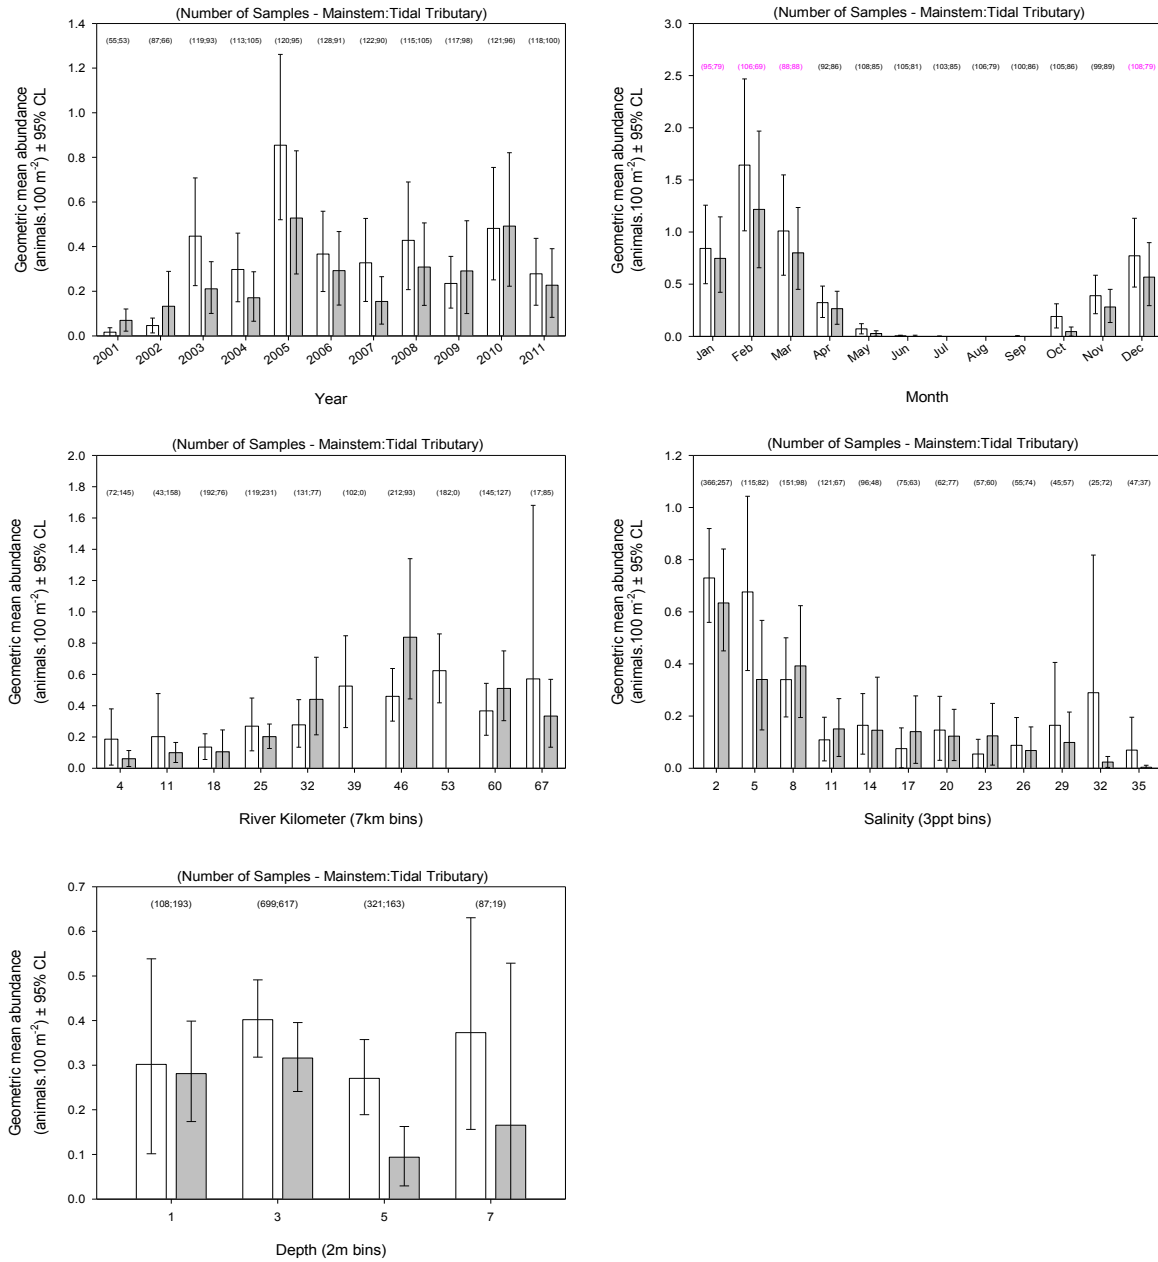 (Number of Samples - Mainstem:Tidal Tributary)
(55;53) (87;66) (119;93) (113;105) (120;95) (128;91) (122;90) (115;105) (117;98) (121;96) (118;100)
Geometric mean abundance
(animals.100 m-2) ± 95% CL
1.4
1.2
1.0
0.8
0.6
0.4
0.2
0.0
2001 2002 2003 2004 2005 2006 2007 2008 2009 2010 2011
Year
(Number of Samples - Mainstem:Tidal Tributary)
(95;79) (106;69) (88;88) (92;86) (108;85) (105;81) (103;85) (106;79) (100;86) (105;86) (99;89) (108;79)
Geometric mean abundance
(animals.100 m-2) ± 95% CL
3.0
2.5
2.0
1.5
1.0
0.5
0.0
Jan Feb Mar Apr May Jun Jul Aug Sep Oct Nov Dec
Month
(Number of Samples - Mainstem:Tidal Tributary)
(72;145) (43;158) (192;76) (119;231) (131;77) (102;0) (212;93) (182;0) (145;127) (17;85)
Geometric mean abundance
(animals.100 m-2) ± 95% CL
2.0
1.8
1.6
1.4
1.2
1.0
0.8
0.6
0.4
0.2
0.0
4 11 18 25 32 39 46 53 60 67
River Kilometer (7km bins)
(Number of Samples - Mainstem:Tidal Tributary)
(366;257) (115;82) (151;98) (121;67) (96;48) (75;63) (62;77) (57;60) (55;74) (45;57) (25;72) (47;37)
Geometric mean abundance
(animals.100 m-2) ± 95% CL
1.2
1.0
0.8
0.6
0.4
0.2
0.0
2 5 8 11 14 17 20 23 26 29 32 35
Salinity (3ppt bins)
(Number of Samples - Mainstem:Tidal Tributary)
(108;193) (699;617) (321;163) (87;19)
Geometric mean abundance
(animals.100 m-2) ± 95% CL
0.7
0.6
0.5
0.4
0.3
0.2
0.1
0.0
1 3 5 7
Depth (2m bins)